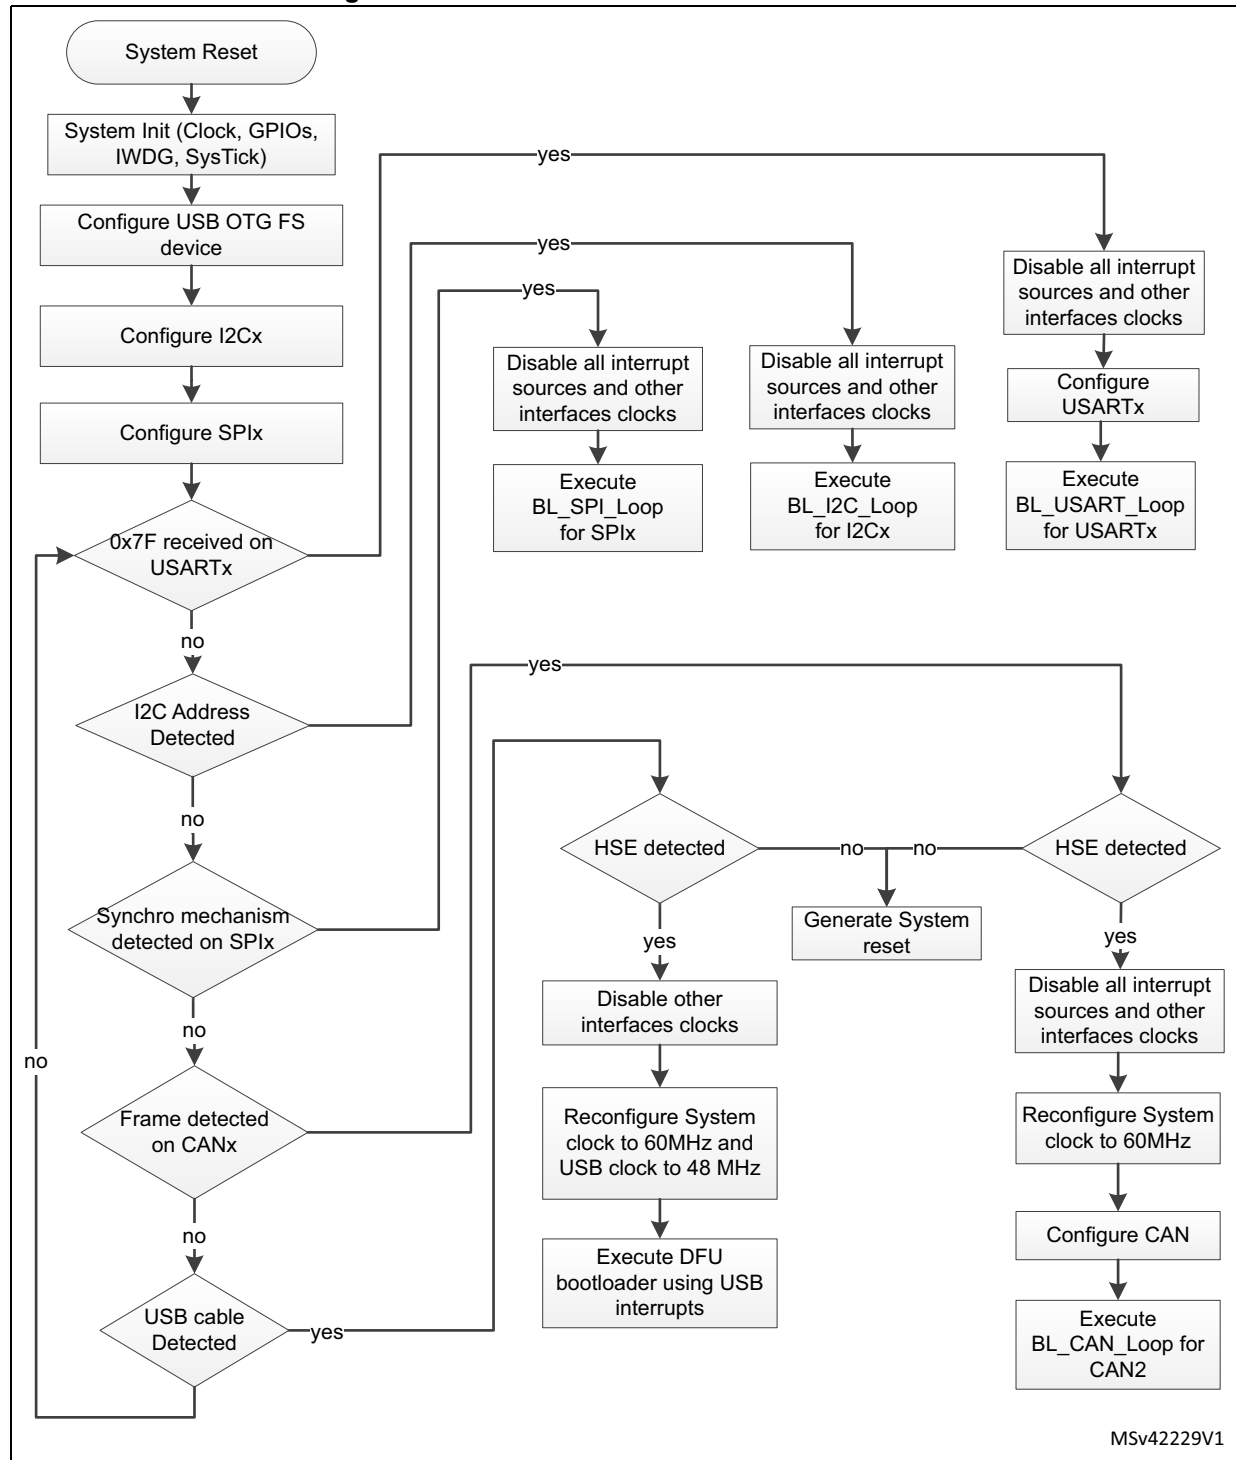 System Reset
System Init (Clock, GPIOs,
IWDG, SysTick)
Configure USB OTG FS
device
Configure I2Cx
Configure SPIx
0x7F received on
USARTx
no
I2C Address
Detected
no
Synchro mechanism
detected on SPIx
no
Frame detected
on CANx
no
USB cable
Detected
no
yes
yes
yes
Disable all interrupt
sources and other
interfaces clocks
Execute
BL_SPI_Loop
for SPIx
Disable all interrupt
sources and other
interfaces clocks
Execute
BL_I2C_Loop
for I2Cx
Disable all interrupt
sources and other
interfaces clocks
Configure
USARTx
Execute
BL_USART_Loop
for USARTx
yes
yes
HSE detected
no
no
HSE detected
Generate System
reset
yes
Disable other
interfaces clocks
Reconfigure System
clock to 60MHz and
USB clock to 48 MHz
Execute DFU
bootloader using USB
interrupts
yes
Disable all interrupt
sources and other
interfaces clocks
Reconfigure System
clock to 60MHz
Configure CAN
Execute
BL_CAN_Loop for
CAN2
MSv42229V1